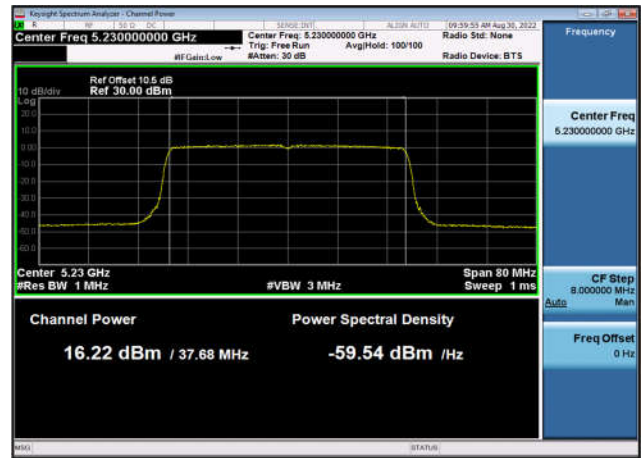 Keysight Spectrum Analyzer - Channel Power
R RF 50 Ω DC SENSE:INT ALIGN AUTO 09:59:55 AM Aug 30, 2022
Center Freq 5.230000000 GHz
Center Freq: 5.230000000 GHz
Radio Std: None
Trig: Free Run Avg|Hold: 100/100
#IFGain:Low #Atten: 30 dB Radio Device: BTS
Ref Offset 10.5 dB
10 dB/div Ref 30.00 dBm
Log
20.0
10.0
0.00
-10.0
-20.0
-30.0
-40.0
-50.0
-60.0
Center 5.23 GHz Span 80 MHz
#Res BW 1 MHz #VBW 3 MHz Sweep 1 ms
Channel Power
Power Spectral Density
16.22 dBm / 37.68 MHz
-59.54 dBm /Hz
MSG STATUS
Frequency
Center Freq
5.230000000 GHz
CF Step
8.000000 MHz
Auto Man
Freq Offset
0 Hz